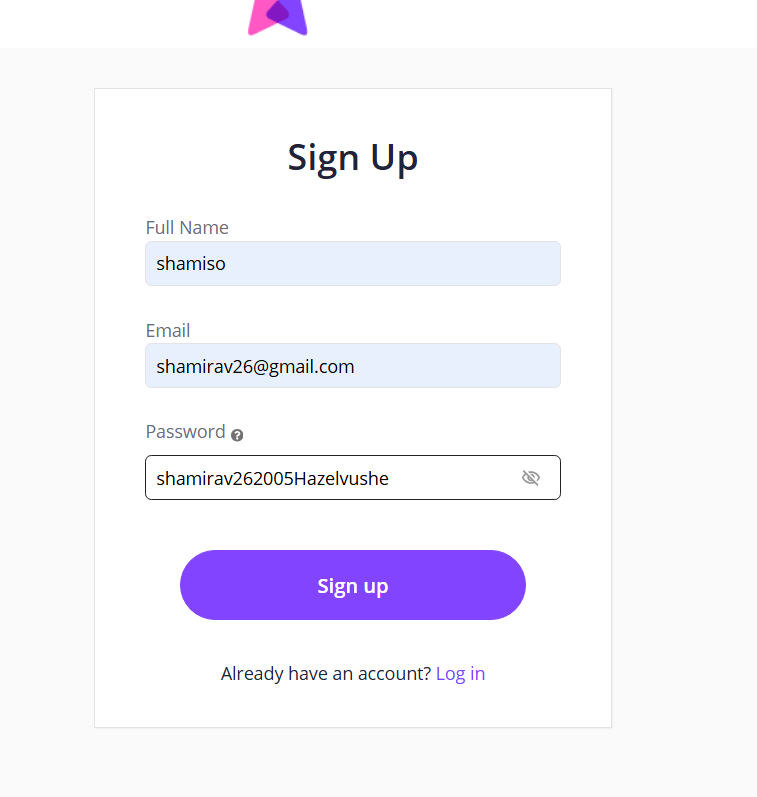 Sign Up
Full Name
shamiso
Email
shamirav26@gmail.com
Password ?
shamirav262005Hazelvushe
Sign up
Already have an account? Log in